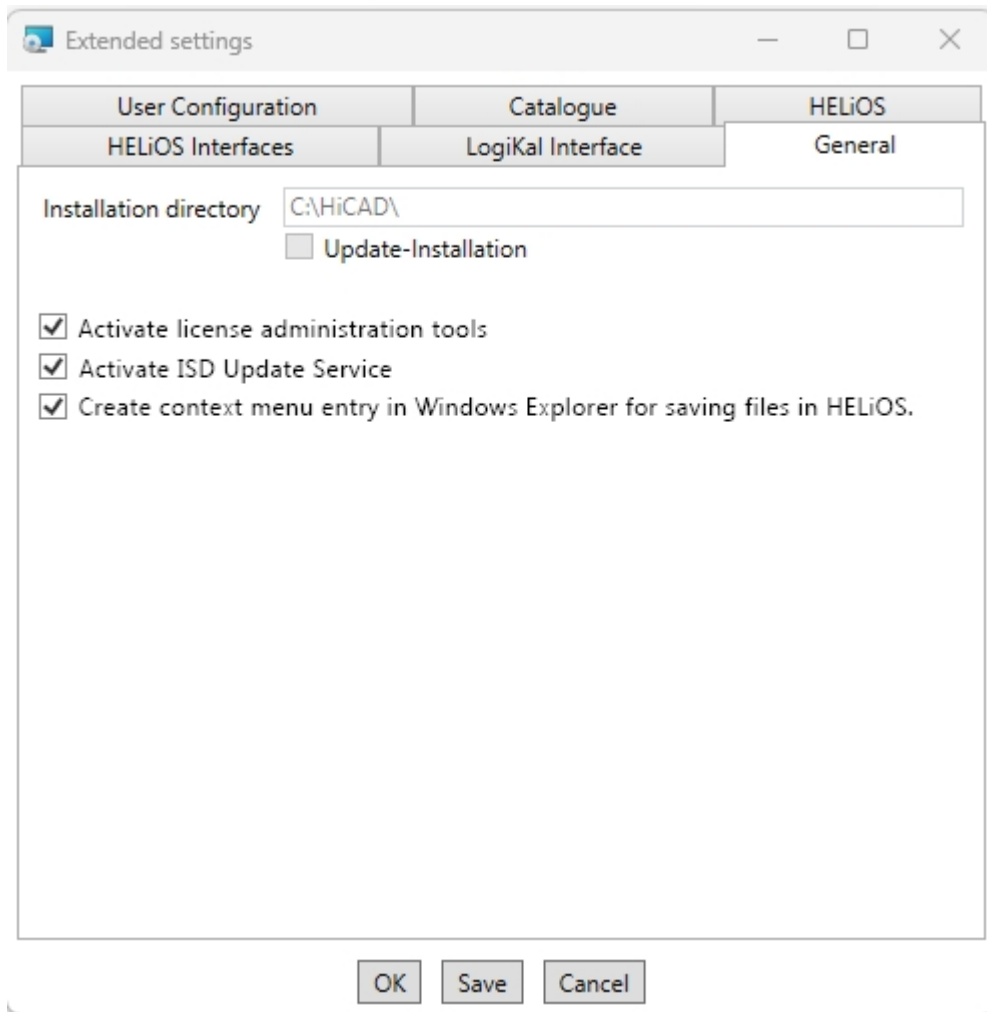 Extended settings
User Configuration Catalogue HELiOS
HELiOS Interfaces LogiKal Interface General
Installation directory C:\HiCAD\
Update-Installation
Activate license administration tools
Activate ISD Update Service
Create context menu entry in Windows Explorer for saving files in HELiOS.
OK Save Cancel